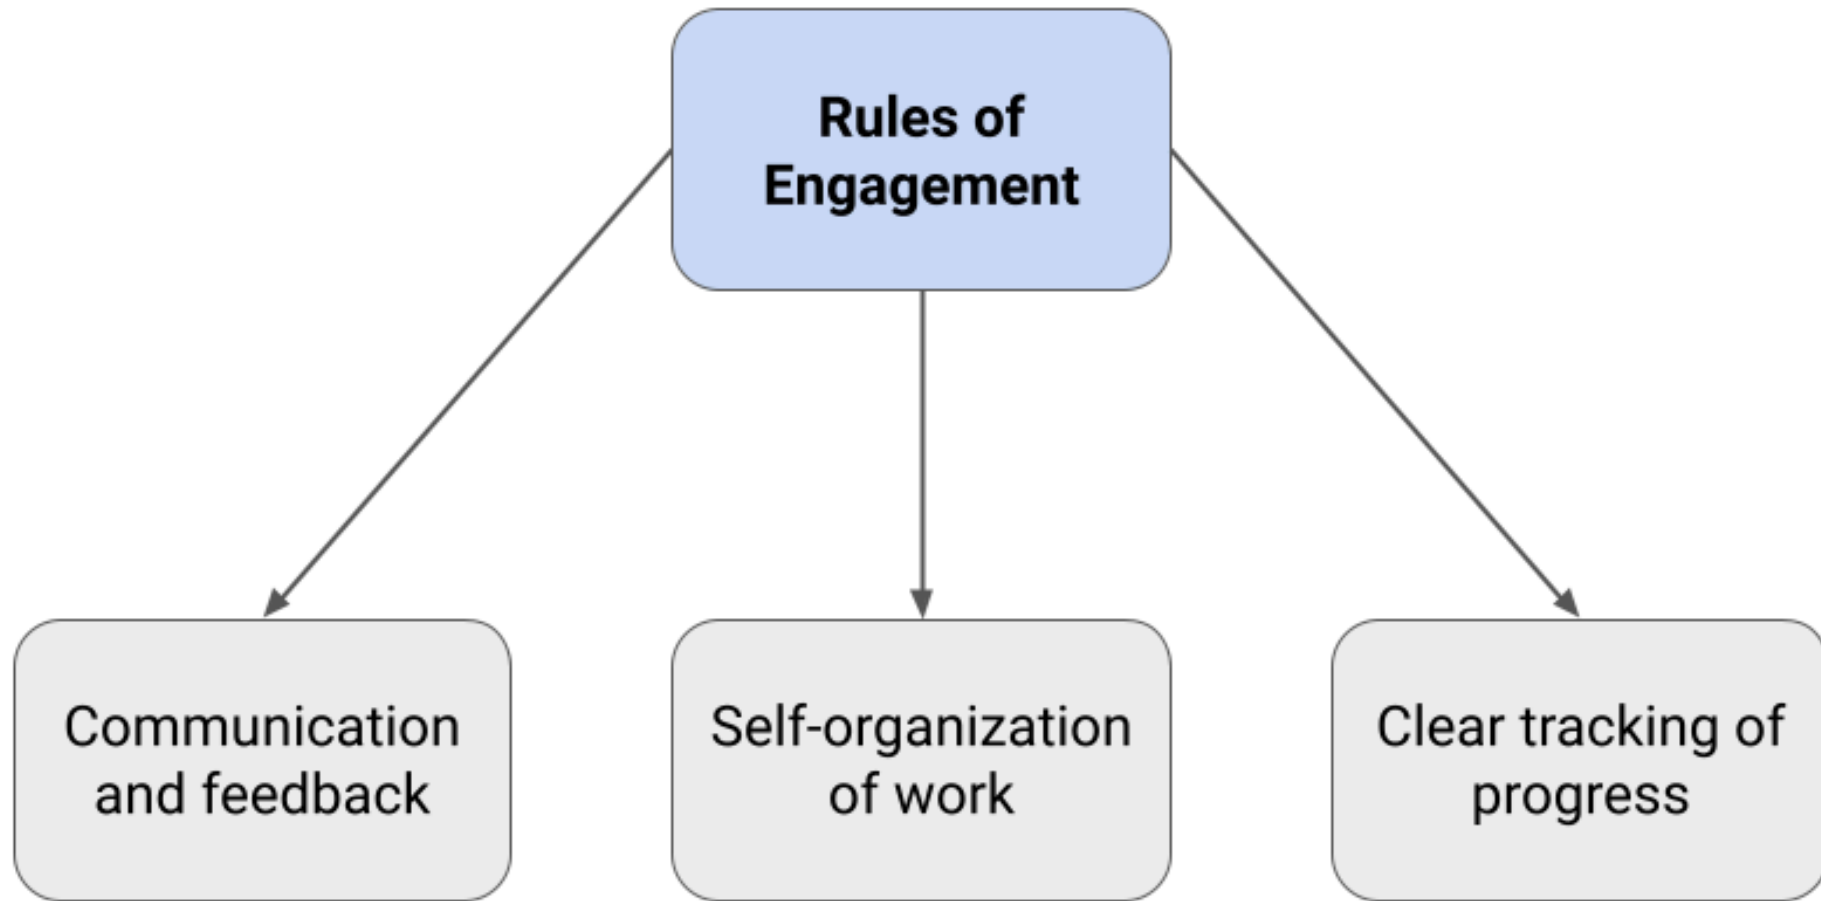 Rules of
Engagement
Communication
and feedback
Self-organization
of work
Clear tracking of
progress